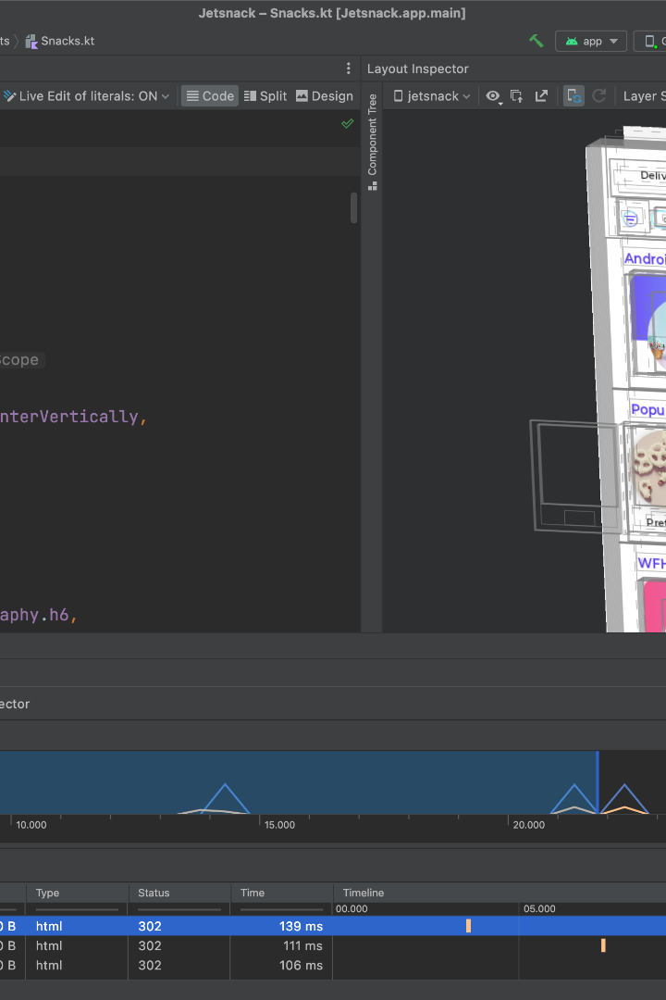 Jetsnack – Snacks.kt [Jetsnack.app.main]
ts
Snacks.kt
app
Layout Inspector
Live Edit of literals: ON
Code
Split
Design
jetsnack
Layer S
Component Tree
Deliv
Androi
Scope
nterVertically,
Popu
Pret
WFH
aphy.h6,
ector
10.000
15.000
20.000
Type
Status
Time
Timeline
00.000
05.000
0 B
html
302
139 ms
0 B
html
302
111 ms
0 B
html
302
106 ms